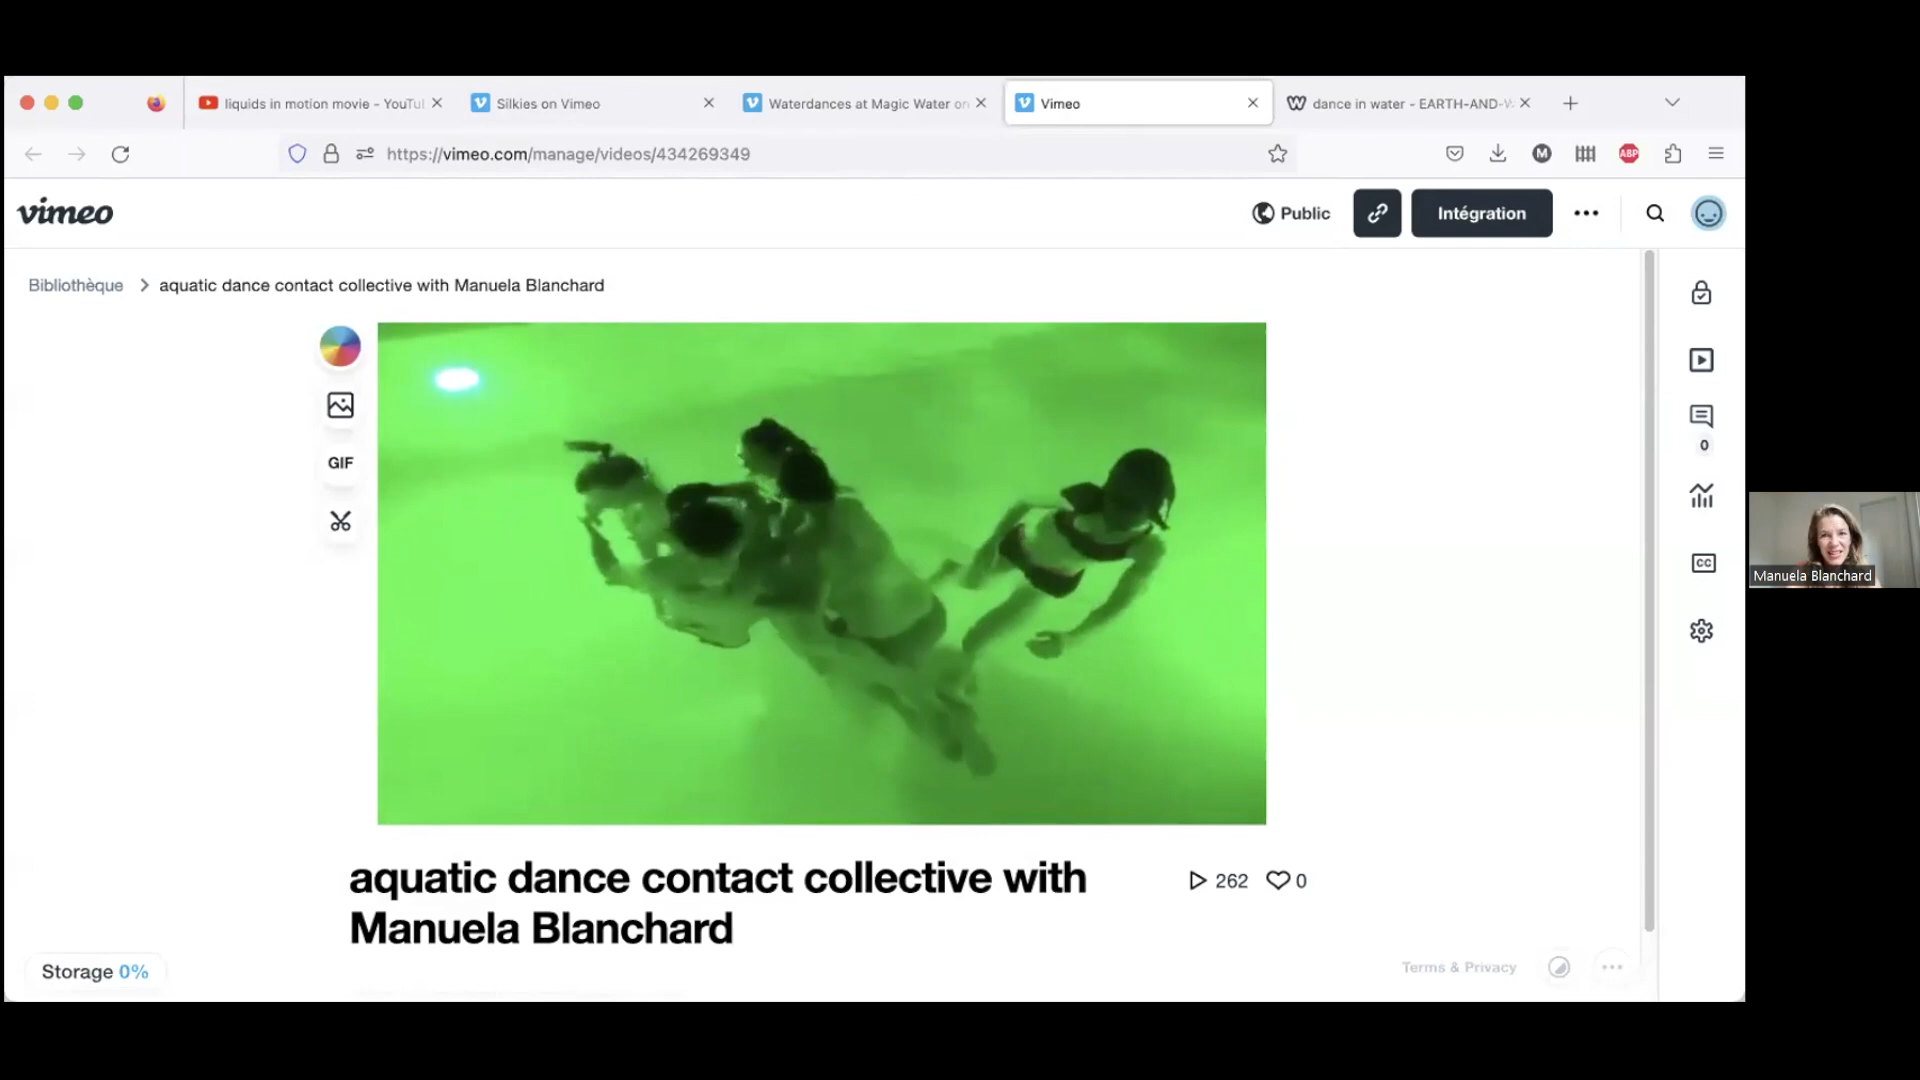 liquids in motion movie - YouTu
Silkies on Vimeo
Waterdances at Magic Water on
Vimeo
dance in water - EARTH-AND-W
https://vimeo.com/manage/videos/434269349
M
ABP
vimeo
Public
Intégration
Bibliothèque > aquatic dance contact collective with Manuela Blanchard
GIF
0
CC
Manuela Blanchard
aquatic dance contact collective with
Manuela Blanchard
262
0
Storage 0%
Terms & Privacy